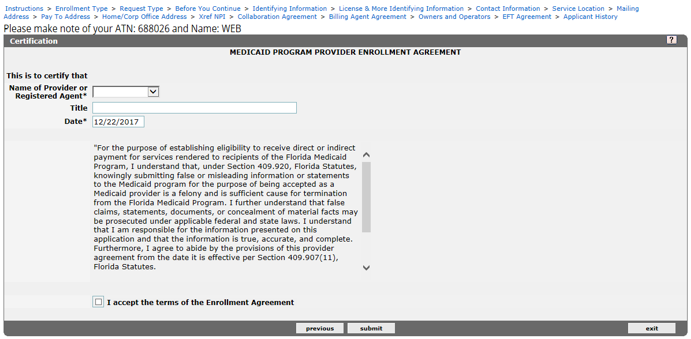 Instructions > Enrollment Type > Request Type > Before You Continue > Identifying Information > License & More Identifying Information > Contact Information > Service Location > Mailing
Address > Pay To Address > Home/Corp Office Address > Xref NPI > Collaboration Agreement > Billing Agent Agreement > Owners and Operators > EFT Agreement > Applicant History
Please make note of your ATN: 688026 and Name: WEB
Certification ?
MEDICAID PROGRAM PROVIDER ENROLLMENT AGREEMENT
This is to certify that
Name of Provider or
Registered Agent*
Title
Date* 12/22/2017
"For the purpose of establishing eligibility to receive direct or indirect
payment for services rendered to recipients of the Florida Medicaid
Program, I understand that, under Section 409.920, Florida Statutes,
knowingly submitting false or misleading information or statements
to the Medicaid program for the purpose of being accepted as a
Medicaid provider is a felony and is sufficient cause for termination
from the Florida Medicaid Program. I further understand that false
claims, statements, documents, or concealment of material facts may
be prosecuted under applicable federal and state laws. I understand
that I am responsible for the information presented on this
application and that the information is true, accurate, and complete.
Furthermore, I agree to abide by the provisions of this provider
agreement from the date it is effective per Section 409.907(11),
Florida Statutes.
I accept the terms of the Enrollment Agreement
previous submit exit